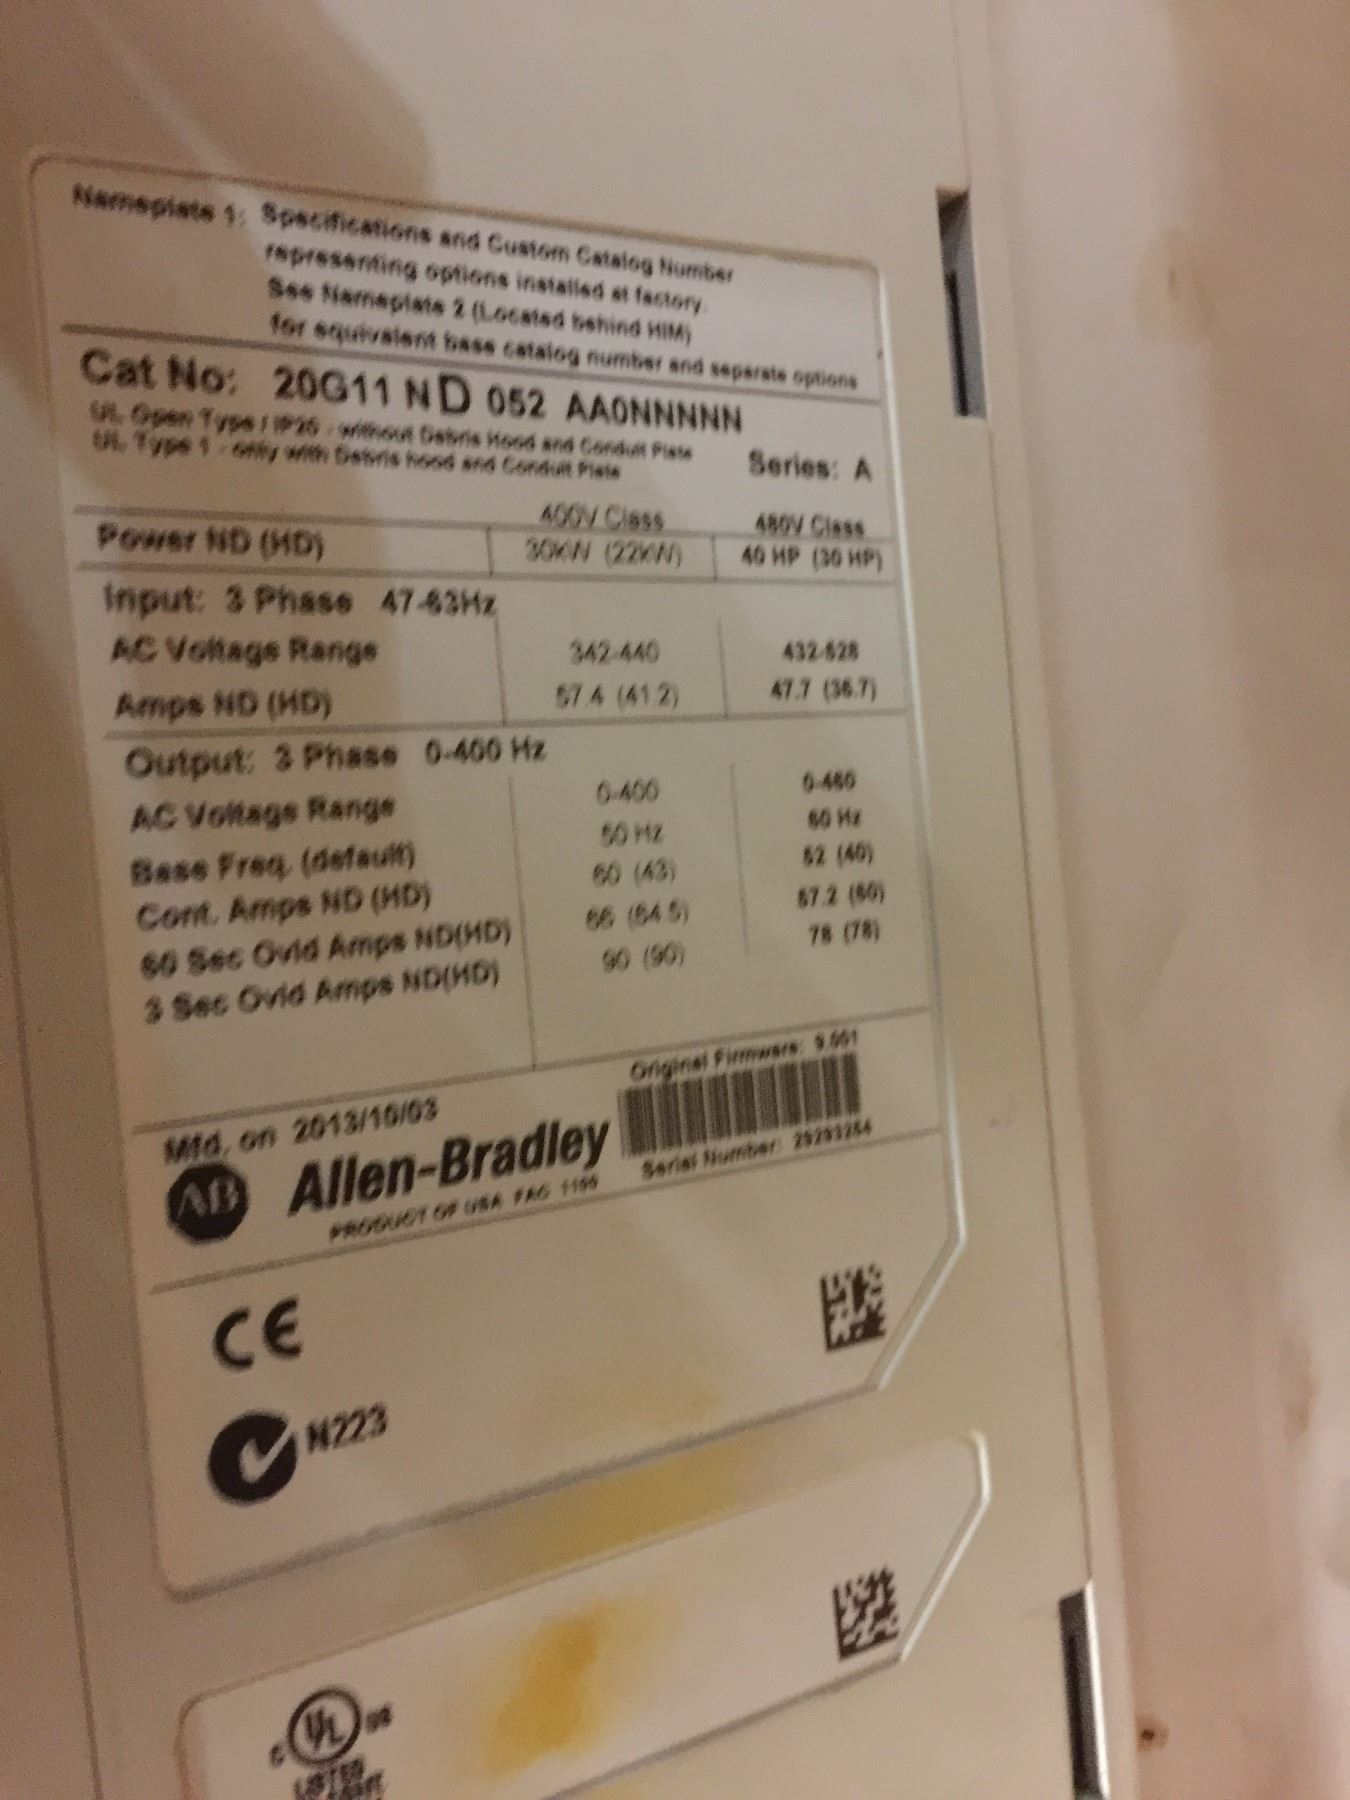 Nameplate 1: Specifications and Custom Catalog Number
representing options installed at factory.
See Nameplate 2 (Located behind HIM)
for equivalent base catalog number and separate options
Cat No: 20G11 ND 052 AA0NNNNN
UL Open Type / IP20 - without Debris Hood and Conduit Plate
UL Type 1 - only with Debris hood and Conduit Plate
Series: A
400V Class 480V Class
Power ND (HD) 30kW (22kW) 40 HP (30 HP)
Input: 3 Phase 47-63Hz
AC Voltage Range 342-440 432-528
Amps ND (HD) (41.2) 47.7 (36.7)
Output: 3 Phase 0-400 Hz
AC Voltage Range 0-400 0-480
Base Freq. (default) 50 Hz 60 Hz
Cont. Amps ND (HD) 60 (43) 52 (40)
60 Sec Ovld Amps ND(HD) 66 (64.5) 57.2 (60)
3 Sec Ovld Amps ND(HD) 90 (90) 78 (78)
Original Firmware:
Mfd. on 2013/10/03
AB Allen-Bradley
Serial Number:
PRODUCT OF USA FAC
CE
N223
C UL US
LISTED